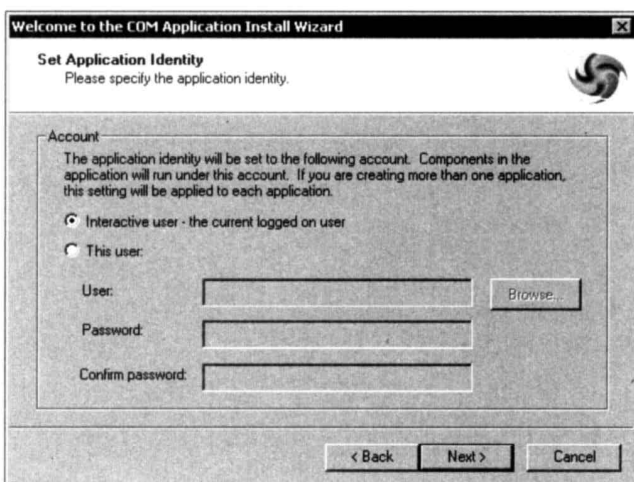 Welcome to the COM Application Install Wizard
Set Application Identity
Please specify the application identity.
Account
The application identity will be set to the following account. Components in the
application will run under this account. If you are creating more than one application,
this setting will be applied to each application.
Interactive user - the current logged on user
This user:
User:
Browse...
Password:
Confirm password:
< Back
Next >
Cancel